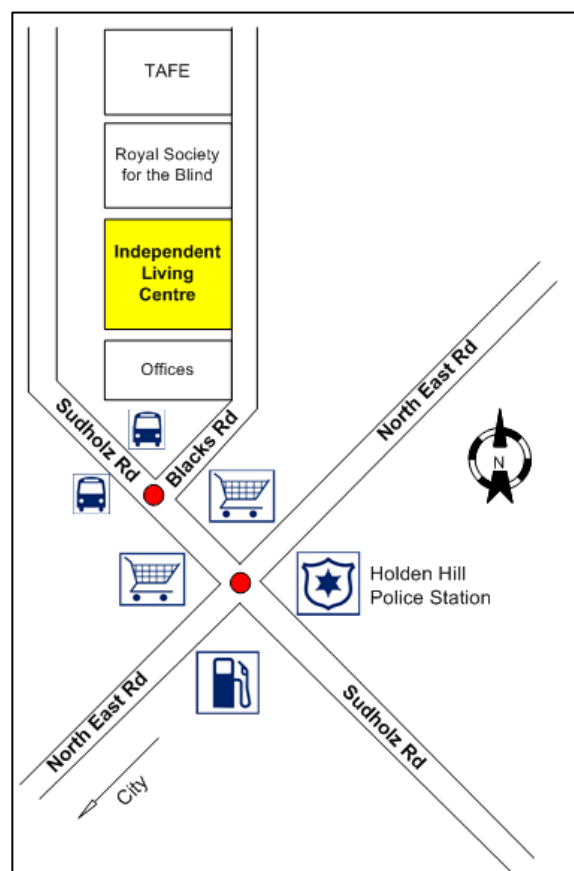 TAFE
Royal Society
for the Blind
Independent
Living
Centre
Offices
Sudholz Rd
Blacks Rd
North East Rd
N
Holden Hill
Police Station
North East Rd
Sudholz Rd
City